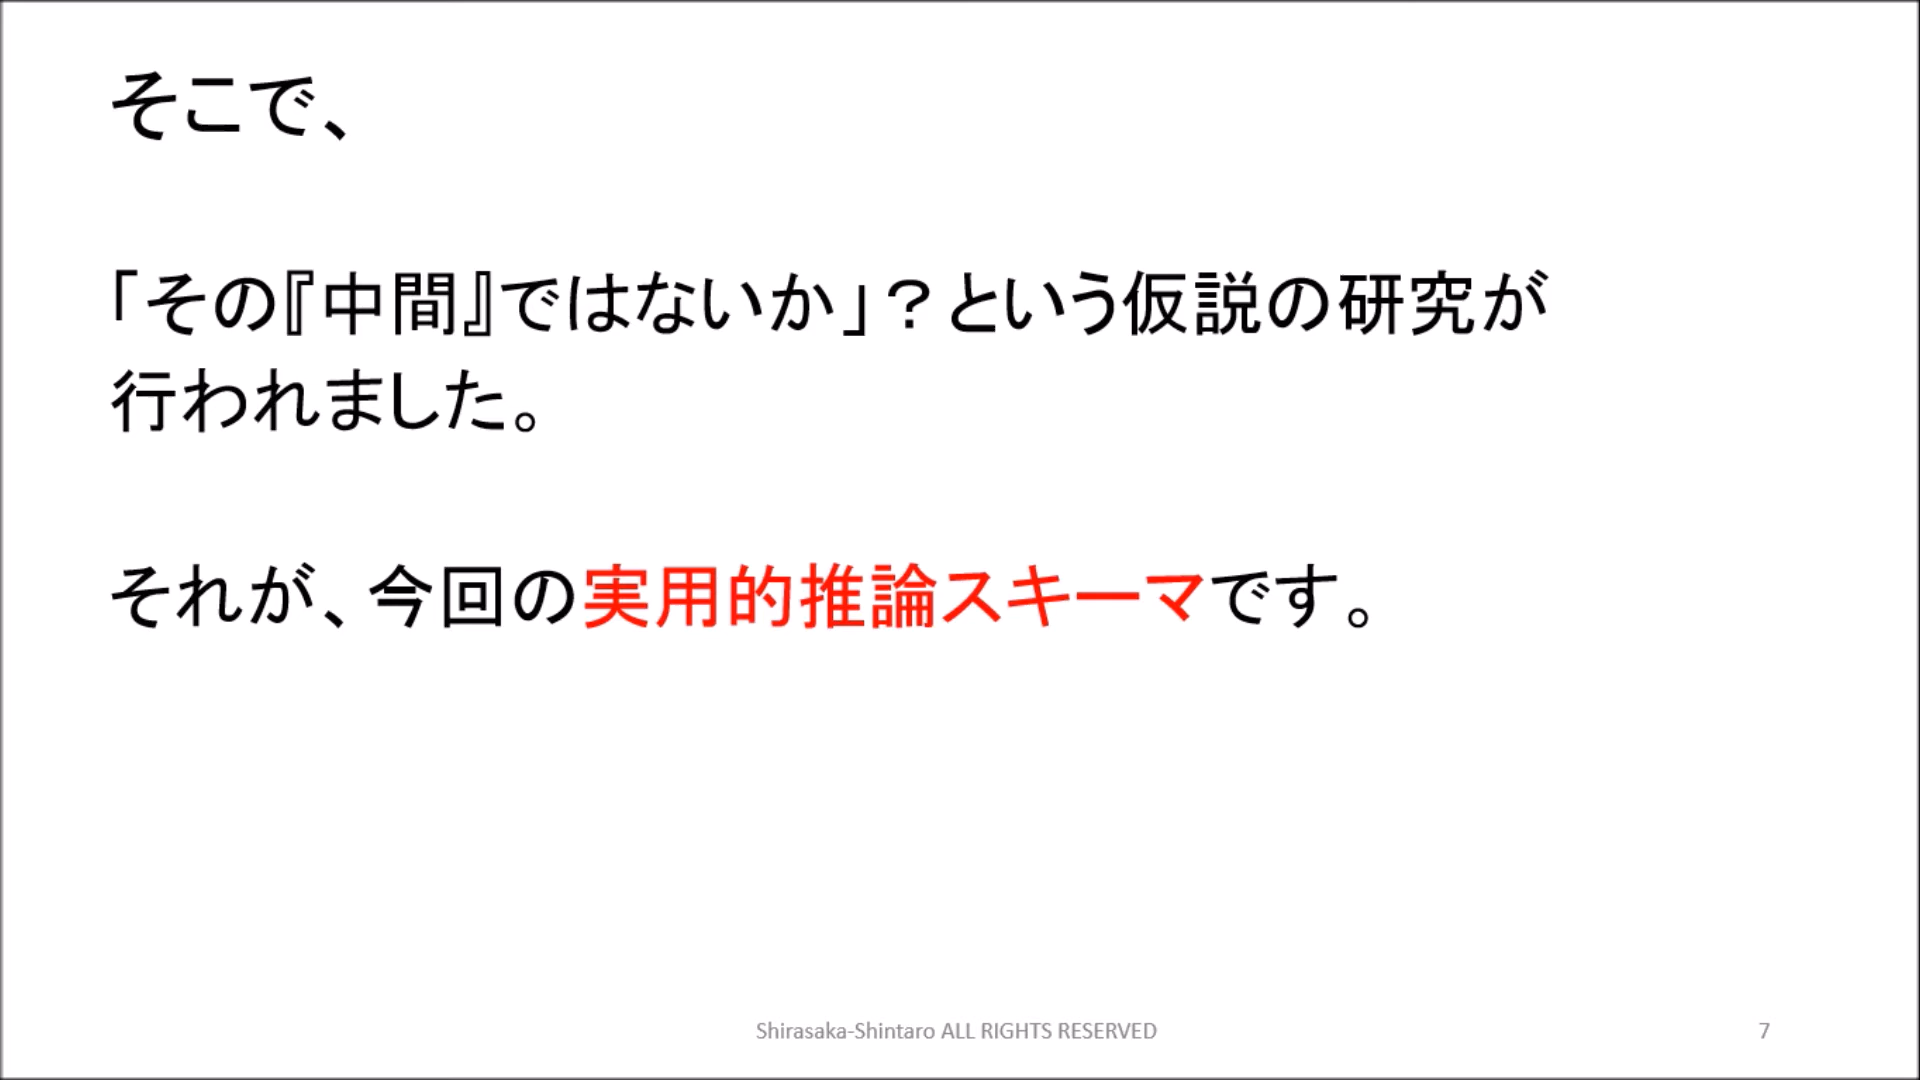 そこで、
「その『中間』ではないか」？という仮説の研究が
行われました。
それが、今回の実用的推論スキーマです。
Shirasaka-Shintaro ALL RIGHTS RESERVED
7